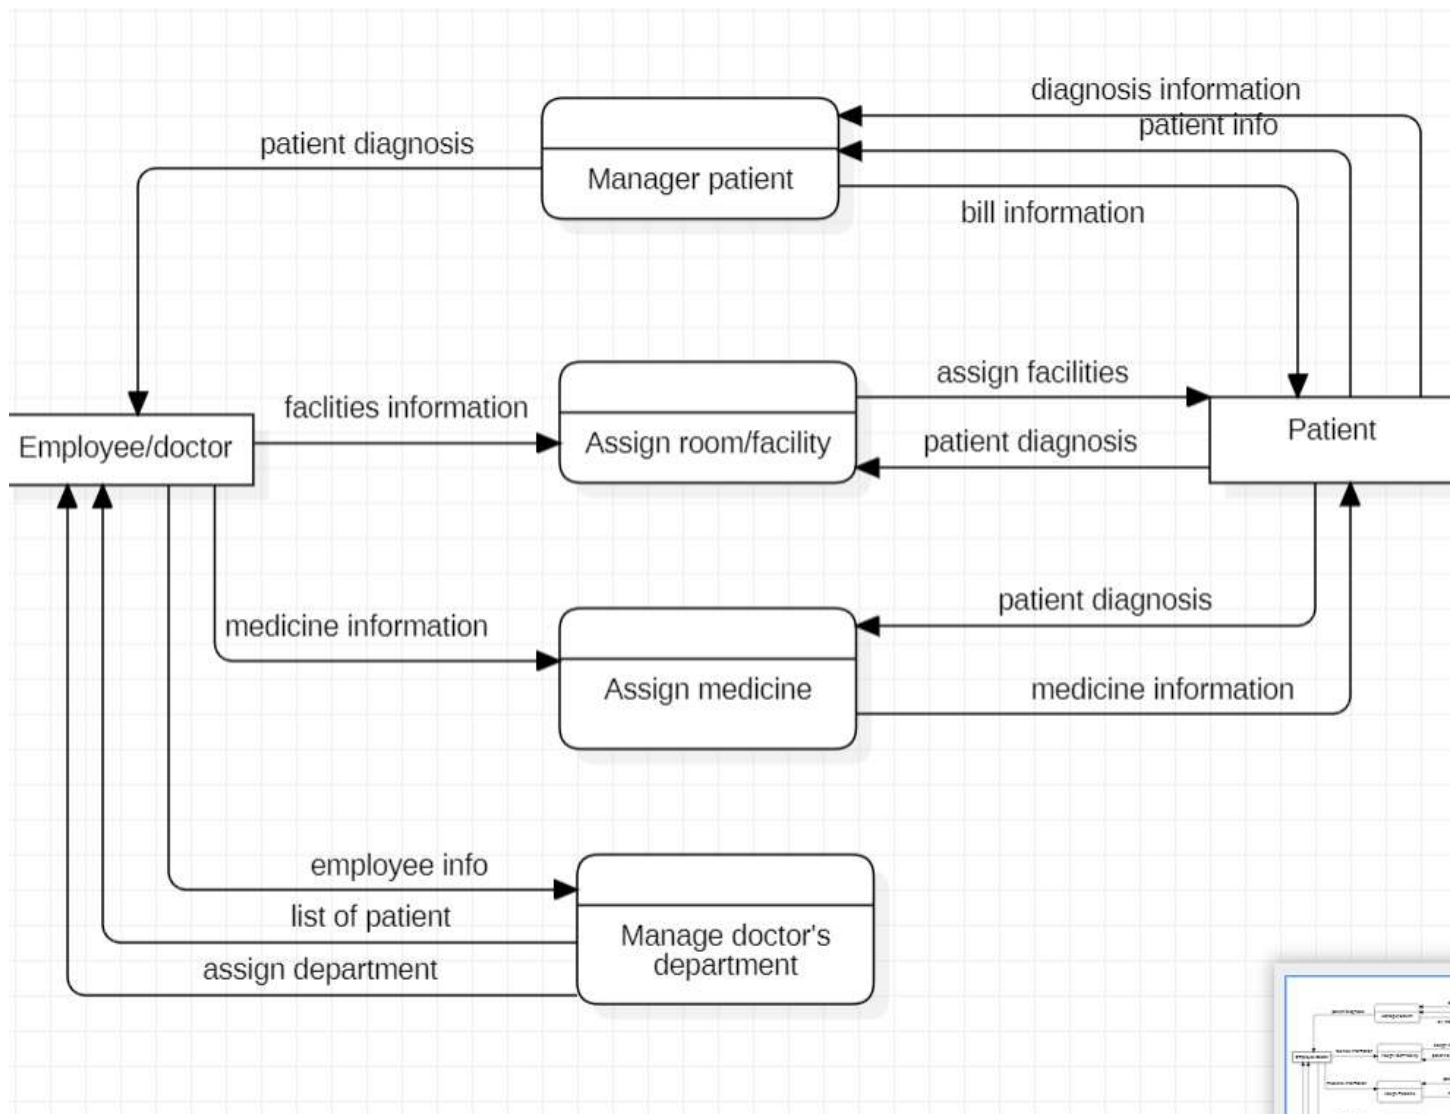 diagnosis information
patient info
patient diagnosis
Manager patient
bill information
assign facilities
faclities information
Patient
Employee/doctor
Assign room/facility
patient diagnosis
patient diagnosis
medicine information
Assign medicine
medicine information
employee info
list of patient
Manage doctor's
department
assign department